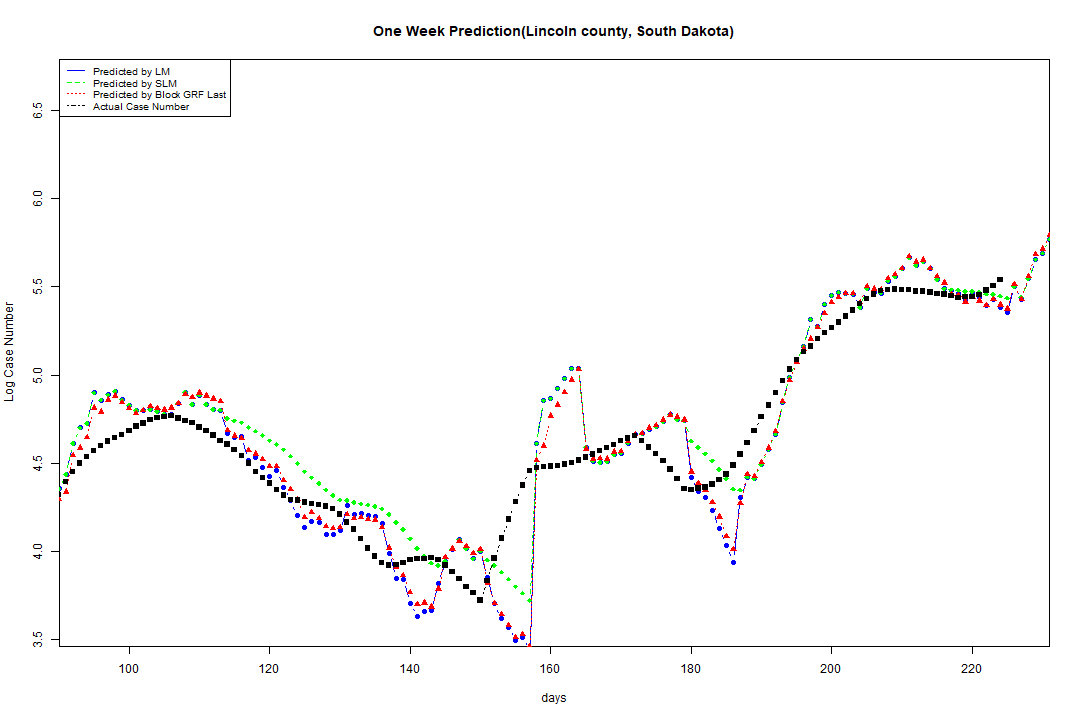 One Week Prediction(Lincoln county, South Dakota)
Predicted by LM
Predicted by SLM
Predicted by Block GRF Last
Actual Case Number
6.5
6.0
5.5
5.0
4.5
4.0
3.5
Log Case Number
100 120 140 160 180 200 220
days